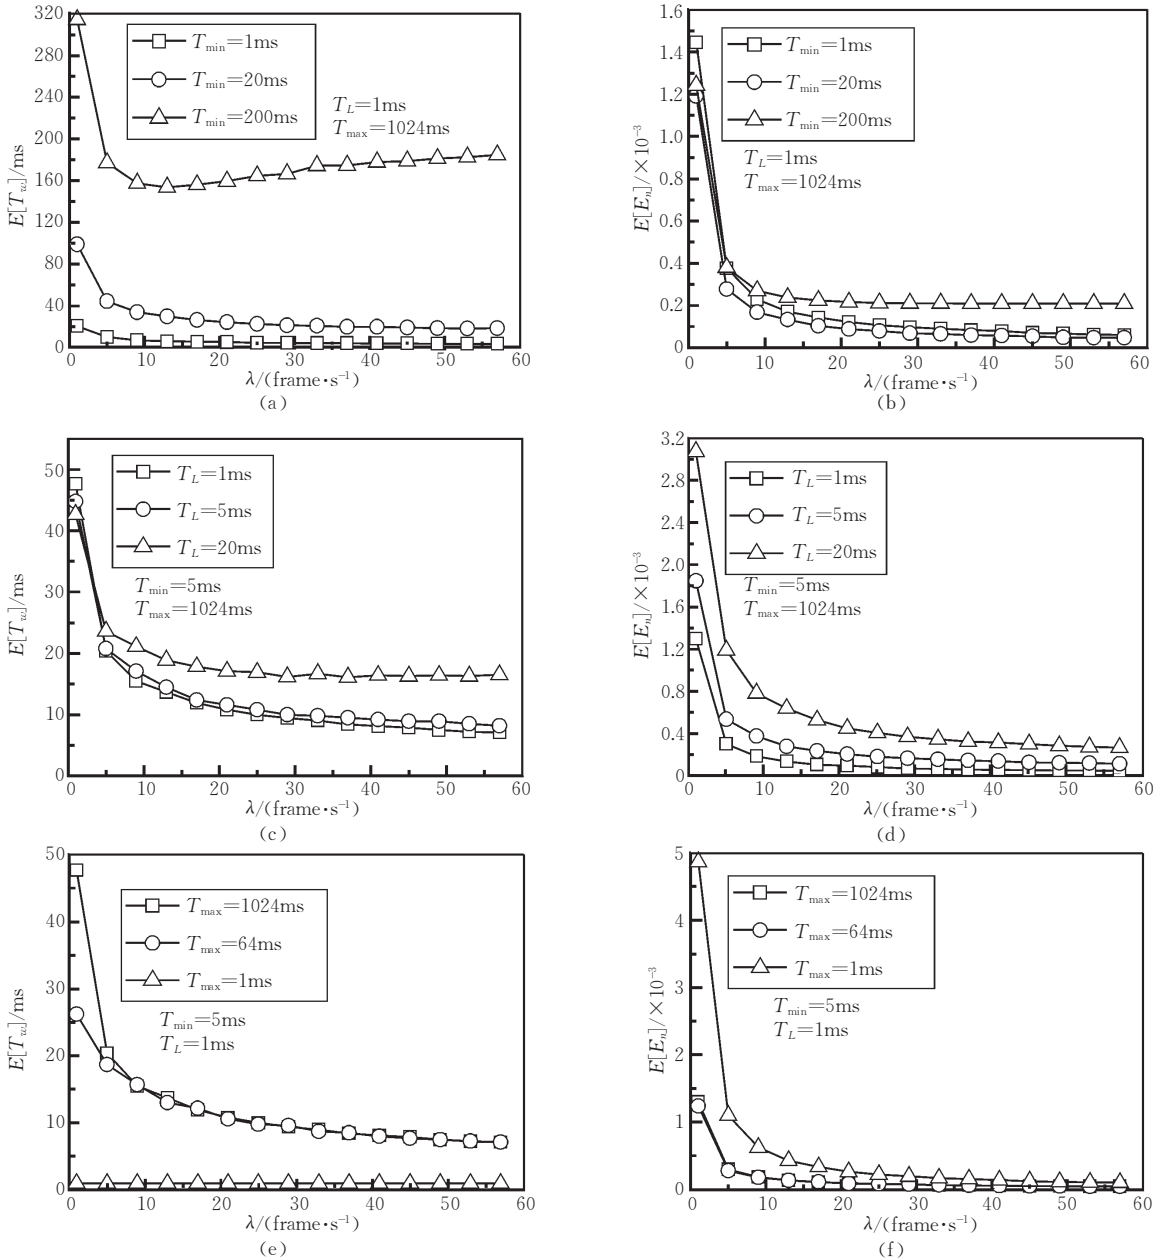 320
280
240
200
160
120
80
40
0
E[T_w]/ms
T_min=1ms
T_min=20ms
T_min=200ms
T_L=1ms
T_max=1024ms
0 10 20 30 40 50 60
λ/(frame·s⁻¹)
(a)
1.6
1.4
1.2
1.0
0.8
0.6
0.4
0.2
0
E[E_n]/×10⁻³
T_min=1ms
T_min=20ms
T_min=200ms
T_L=1ms
T_max=1024ms
0 10 20 30 40 50 60
λ/(frame·s⁻¹)
(b)
50
40
30
20
10
0
E[T_w]/ms
T_L=1ms
T_L=5ms
T_L=20ms
T_min=5ms
T_max=1024ms
0 10 20 30 40 50 60
λ/(frame·s⁻¹)
(c)
3.2
2.8
2.4
2.0
1.6
1.2
0.8
0.4
0
E[E_n]/×10⁻³
T_L=1ms
T_L=5ms
T_L=20ms
T_min=5ms
T_max=1024ms
0 10 20 30 40 50 60
λ/(frame·s⁻¹)
(d)
50
40
30
20
10
0
E[T_w]/ms
T_max=1024ms
T_max=64ms
T_max=1ms
T_min=5ms
T_L=1ms
0 10 20 30 40 50 60
λ/(frame·s⁻¹)
(e)
5
4
3
2
1
0
E[E_n]/×10⁻³
T_max=1024ms
T_max=64ms
T_max=1ms
T_min=5ms
T_L=1ms
0 10 20 30 40 50 60
λ/(frame·s⁻¹)
(f)